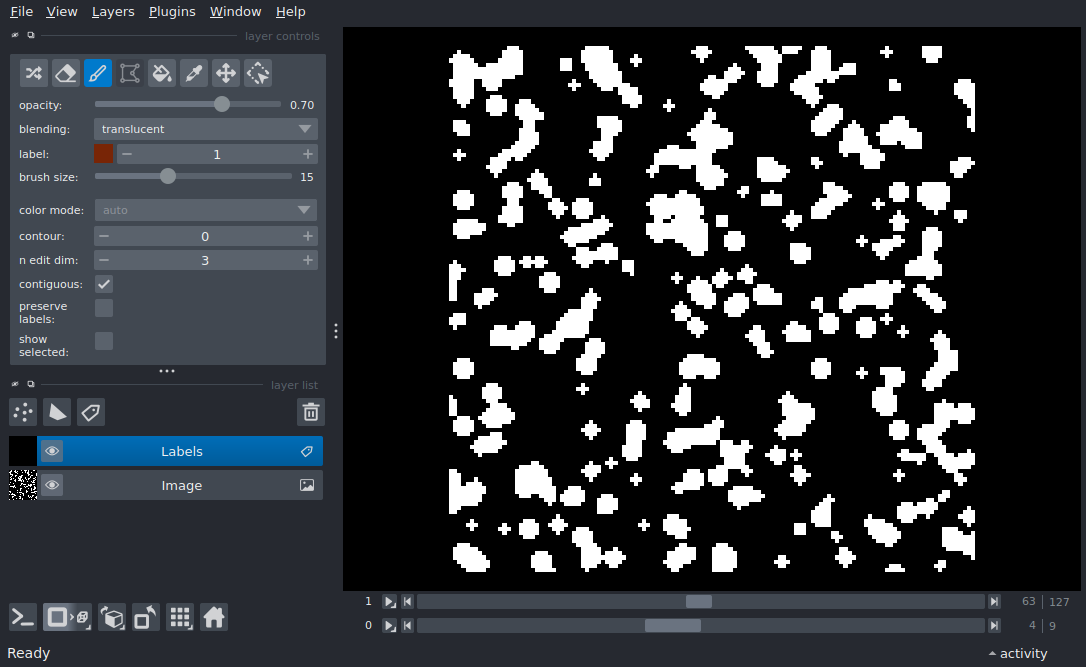 File View Layers Plugins Window Help
layer controls
opacity: 0.70
blending: translucent
label: 1
brush size: 15
color mode: auto
contour: 0
n edit dim: 3
contiguous:
preserve
labels:
show
selected:
layer list
Labels
Image
1 63 127
0 4 9
Ready activity